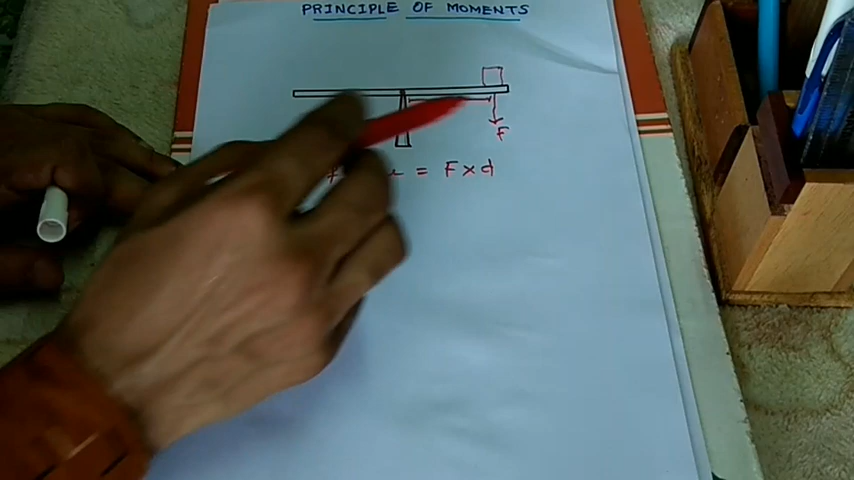 PRINCIPLE OF MOMENTS
F
= F x d